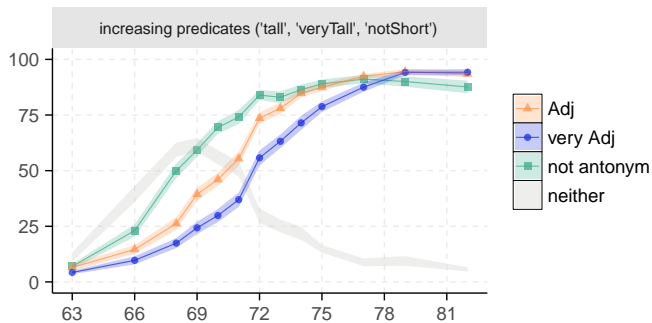 increasing predicates ('tall', 'veryTall', 'notShort')
100
75
50
25
0
63 66 69 72 75 78 81
Adj
very Adj
not antonym
neither